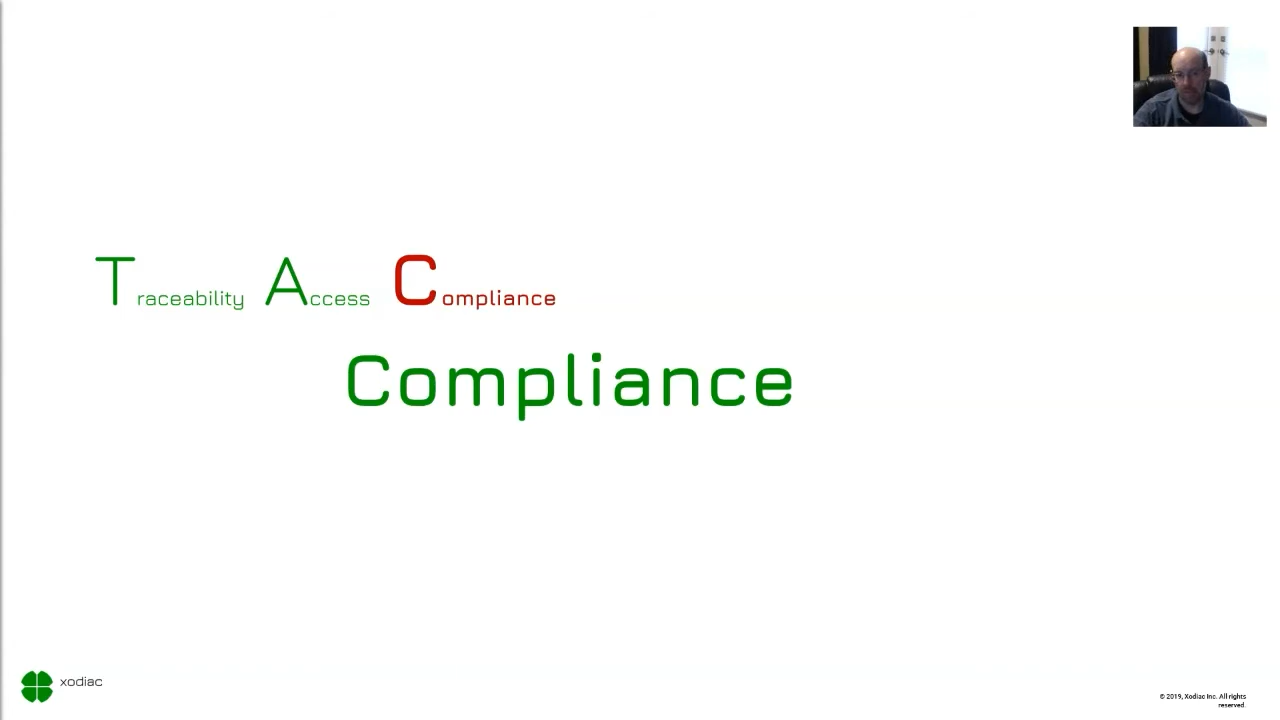 Traceability Access Compliance
Compliance
xodiac
© 2019, Xodiac Inc. All rights
reserved.